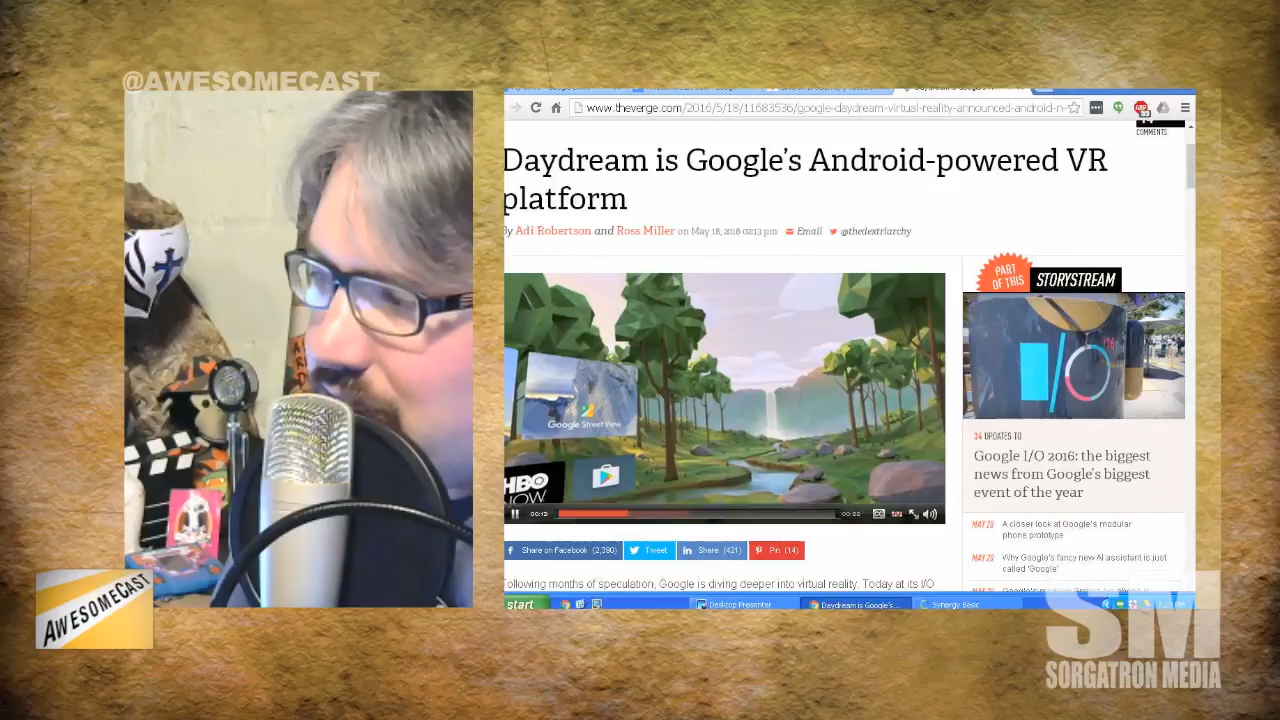 @AWESOMECAST
www.theverge.com/2016/5/18/11683536/google-daydream-virtual-reality-announced-android-n-
COMMENTS
Daydream is Google's Android-powered VR
platform
By Adi Robertson and Ross Miller on May 18, 2016 02:13 pm Email @thedextriarchy
PART
OF THIS
STORYSTREAM
Google Street View
HBO
NOW
I/O
'16
00:13
00:52
Share on Facebook (2,390)
Tweet
Share (421)
Pin (14)
34 UPDATES TO
Google I/O 2016: the biggest
news from Google's biggest
event of the year
MAY 20 A closer look at Google's modular
phone prototype
MAY 20 Why Google's fancy new AI assistant is just
called 'Google'
Following months of speculation, Google is diving deeper into virtual reality. Today at its I/O
start
Desktop Presenter
Daydream is Google's...
Synergy Basic
AWESOMECAST
SM
SORGATRON MEDIA